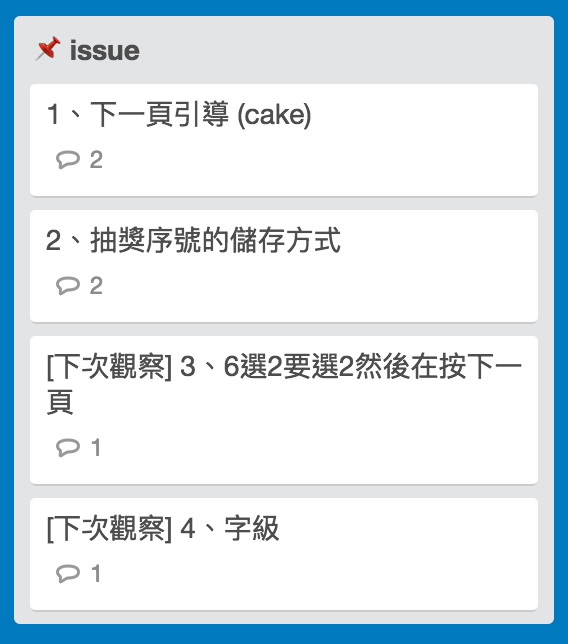 📌 issue
1、下一頁引導 (cake)
2
2、抽獎序號的儲存方式
2
[下次觀察] 3、6選2要選2然後在按下一
頁
1
[下次觀察] 4、字級
1